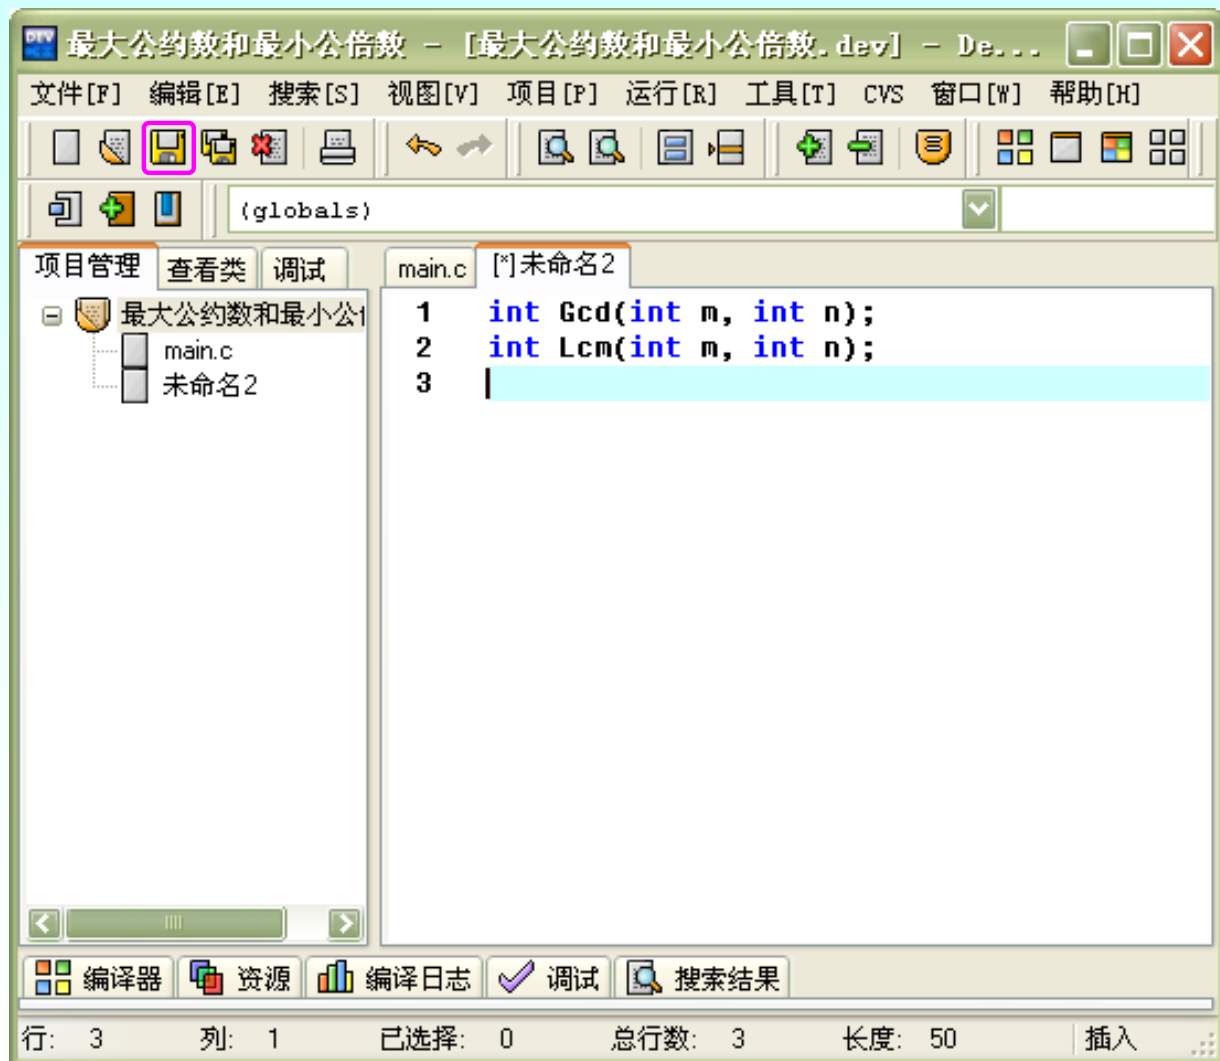 最大公约数和最小公倍数 - [最大公约数和最小公倍数.dev] - De...
文件[F] 编辑[E] 搜索[S] 视图[V] 项目[P] 运行[R] 工具[T] CVS 窗口[W] 帮助[H]
(globals)
项目管理 查看类 调试 main.c [*]未命名2
最大公约数和最小公
main.c
未命名2
1 int Gcd(int m, int n);
2 int Lcm(int m, int n);
3
编译器 资源 编译日志 调试 搜索结果
行: 3 列: 1 已选择: 0 总行数: 3 长度: 50 插入